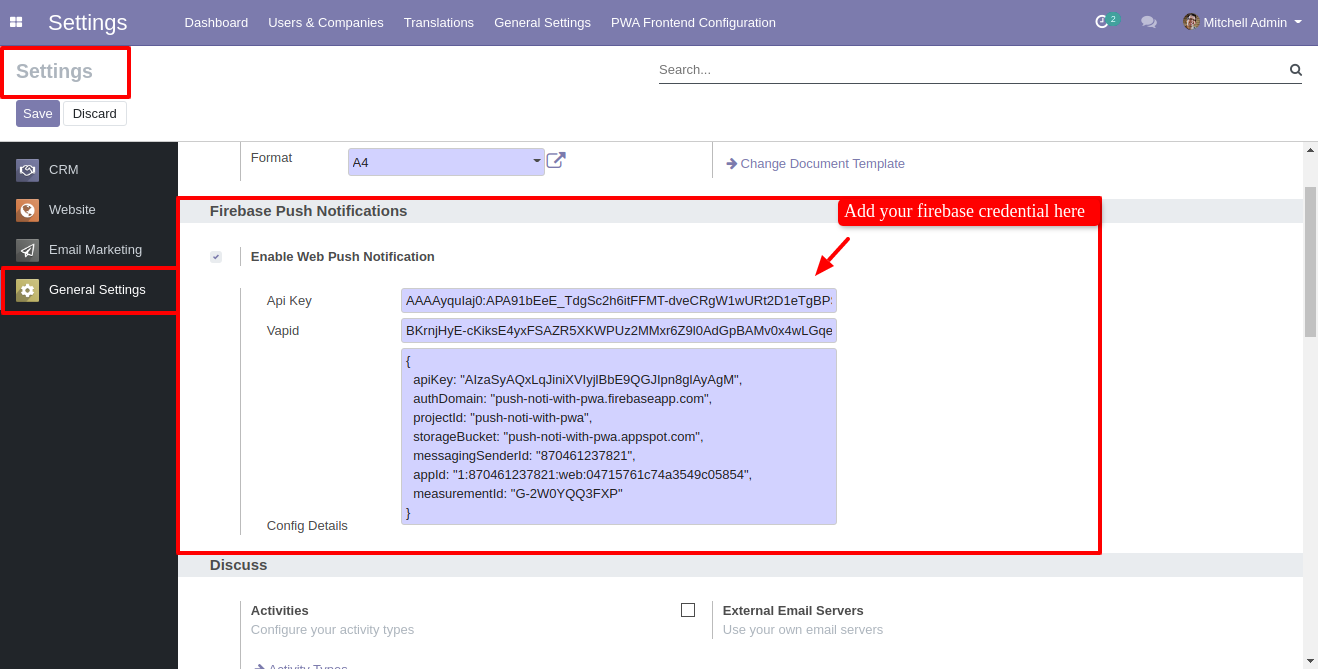 Settings Dashboard Users & Companies Translations General Settings PWA Frontend Configuration 2 Mitchell Admin
Settings Search...
Save Discard
CRM
Website
Email Marketing
General Settings
Format A4 Change Document Template
Firebase Push Notifications
Add your firebase credential here
Enable Web Push Notification
Api Key AAAAyquIaj0:APA91bEeE_TdgSc2h6itFFMT-dveCRgW1wURt2D1eTgBP
Vapid BKrnjHyE-cKiksE4yxFSAZR5XKWPUz2MMxr6Z9l0AdGpBAMv0x4wLGqe
{
apiKey: "AIzaSyAQxLqJiniXVIyjlBbE9QGJIpn8glAyAgM",
authDomain: "push-noti-with-pwa.firebaseapp.com",
projectId: "push-noti-with-pwa",
storageBucket: "push-noti-with-pwa.appspot.com",
messagingSenderId: "870461237821",
appId: "1:870461237821:web:04715761c74a3549c05854",
measurementId: "G-2W0YQQ3FXP"
}
Config Details
Discuss
Activities External Email Servers
Configure your activity types Use your own email servers
Activity Types